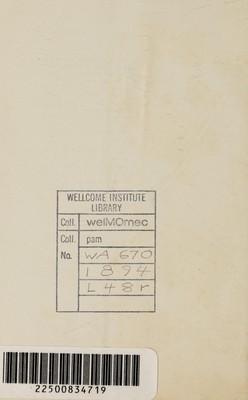 WELLCOME INSTITUTE
LIBRARY
Coll. welMOmec
Coll. pam
No. WA 670
1894
L48r
22500834719